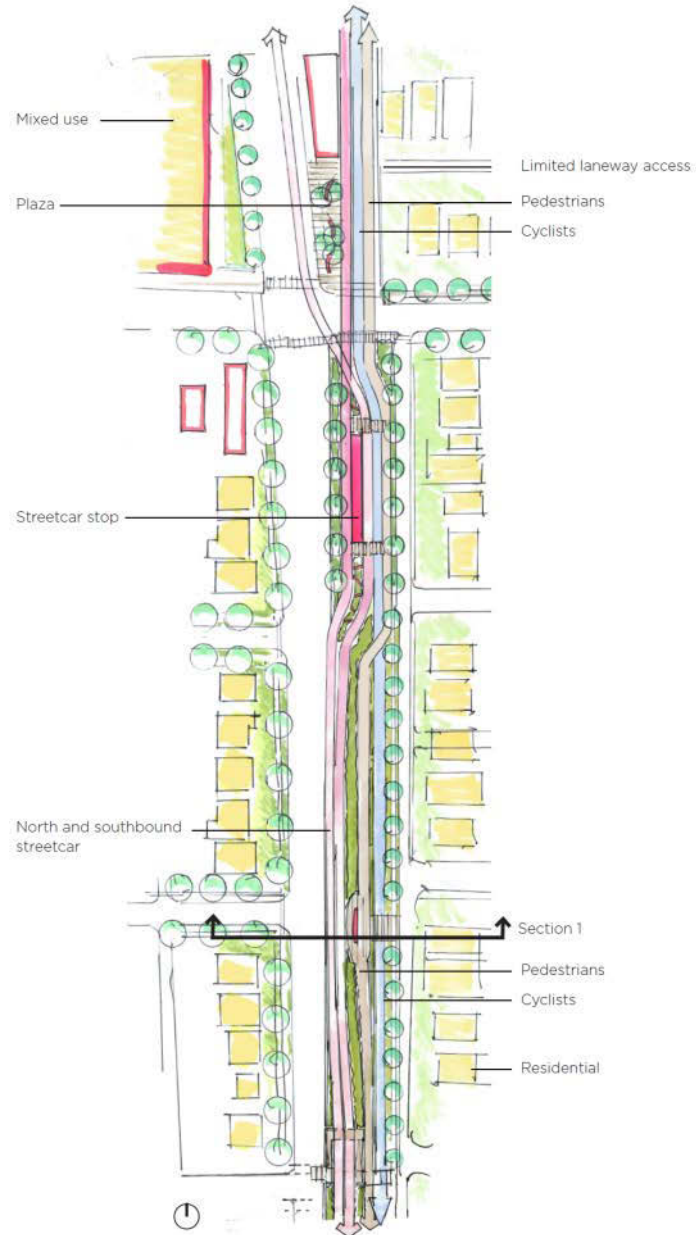 Mixed use
Limited laneway access
Plaza
Pedestrians
Cyclists
Streetcar stop
North and southbound
streetcar
Section 1
Pedestrians
Cyclists
Residential